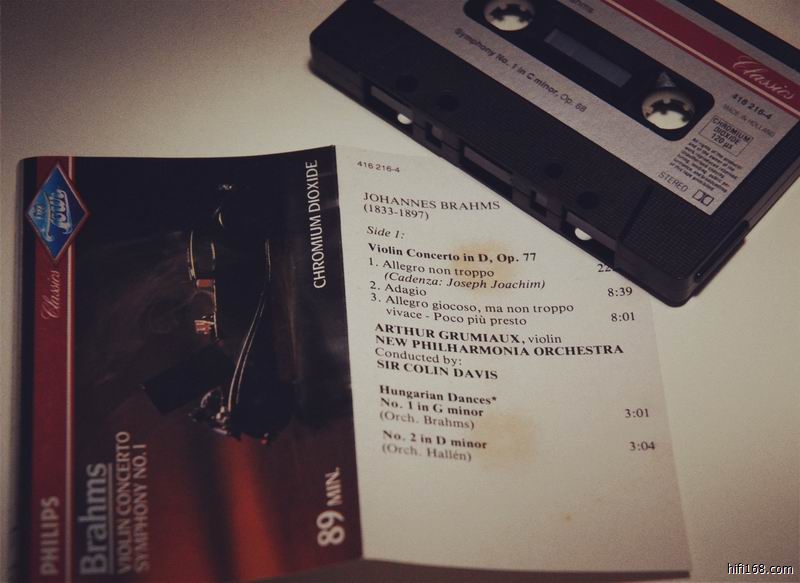 Brahms
Symphony No. 1 in C minor, Op. 68
Classics
416 216-4
MADE IN HOLLAND
CHROMIUM
DIOXIDE
120 µs
STEREO
Classics
PHILIPS
Brahms
VIOLIN CONCERTO
SYMPHONY NO. 1
CHROMIUM DIOXIDE
89 MIN.
416 216-4
JOHANNES BRAHMS
(1833-1897)
Side 1:
Violin Concerto in D, Op. 77
1. Allegro non troppo
(Cadenza: Joseph Joachim)
2. Adagio 8:39
3. Allegro giocoso, ma non troppo
vivace - Poco più presto 8:01
ARTHUR GRUMIAUX, violin
NEW PHILHARMONIA ORCHESTRA
Conducted by:
SIR COLIN DAVIS
Hungarian Dances*
No. 1 in G minor 3:01
(Orch. Brahms)
No. 2 in D minor 3:04
(Orch. Hallén)
hifi168.com